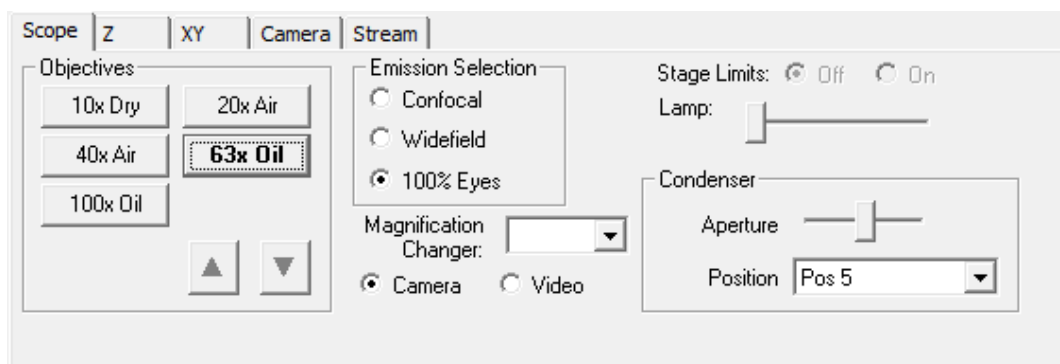 Scope Z XY Camera Stream
Objectives
10x Dry 20x Air
40x Air 63x Oil
100x Oil
Emission Selection
Confocal
Widefield
100% Eyes
Magnification
Changer:
Camera Video
Stage Limits: Off On
Lamp:
Condenser
Aperture
Position Pos 5